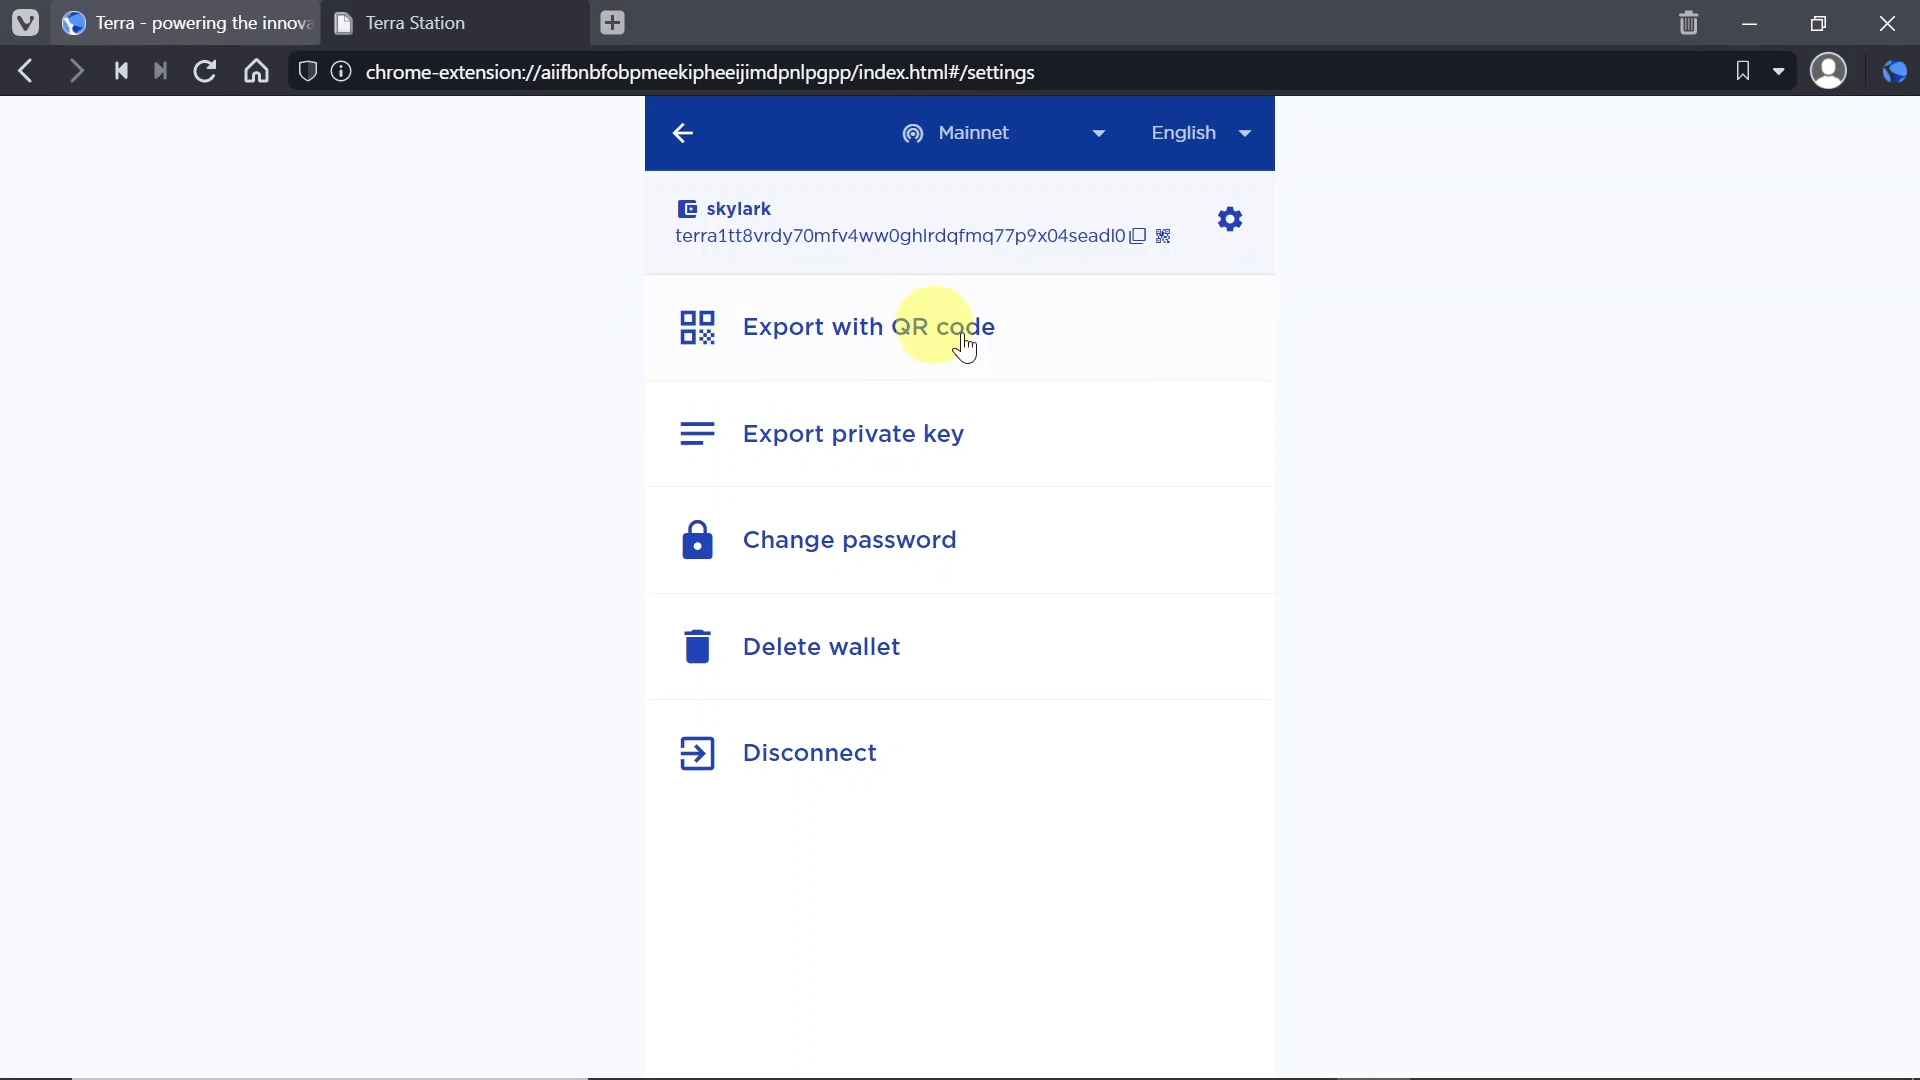 Terra - powering the innova
Terra Station
chrome-extension://aiifbnbfobpmeekipheeijimdpnlpgpp/index.html#/settings
Mainnet
English
skylark
terra1tt8vrdy70mfv4ww0ghlrdqfmq77p9x04seadl0
Export with QR code
Export private key
Change password
Delete wallet
Disconnect